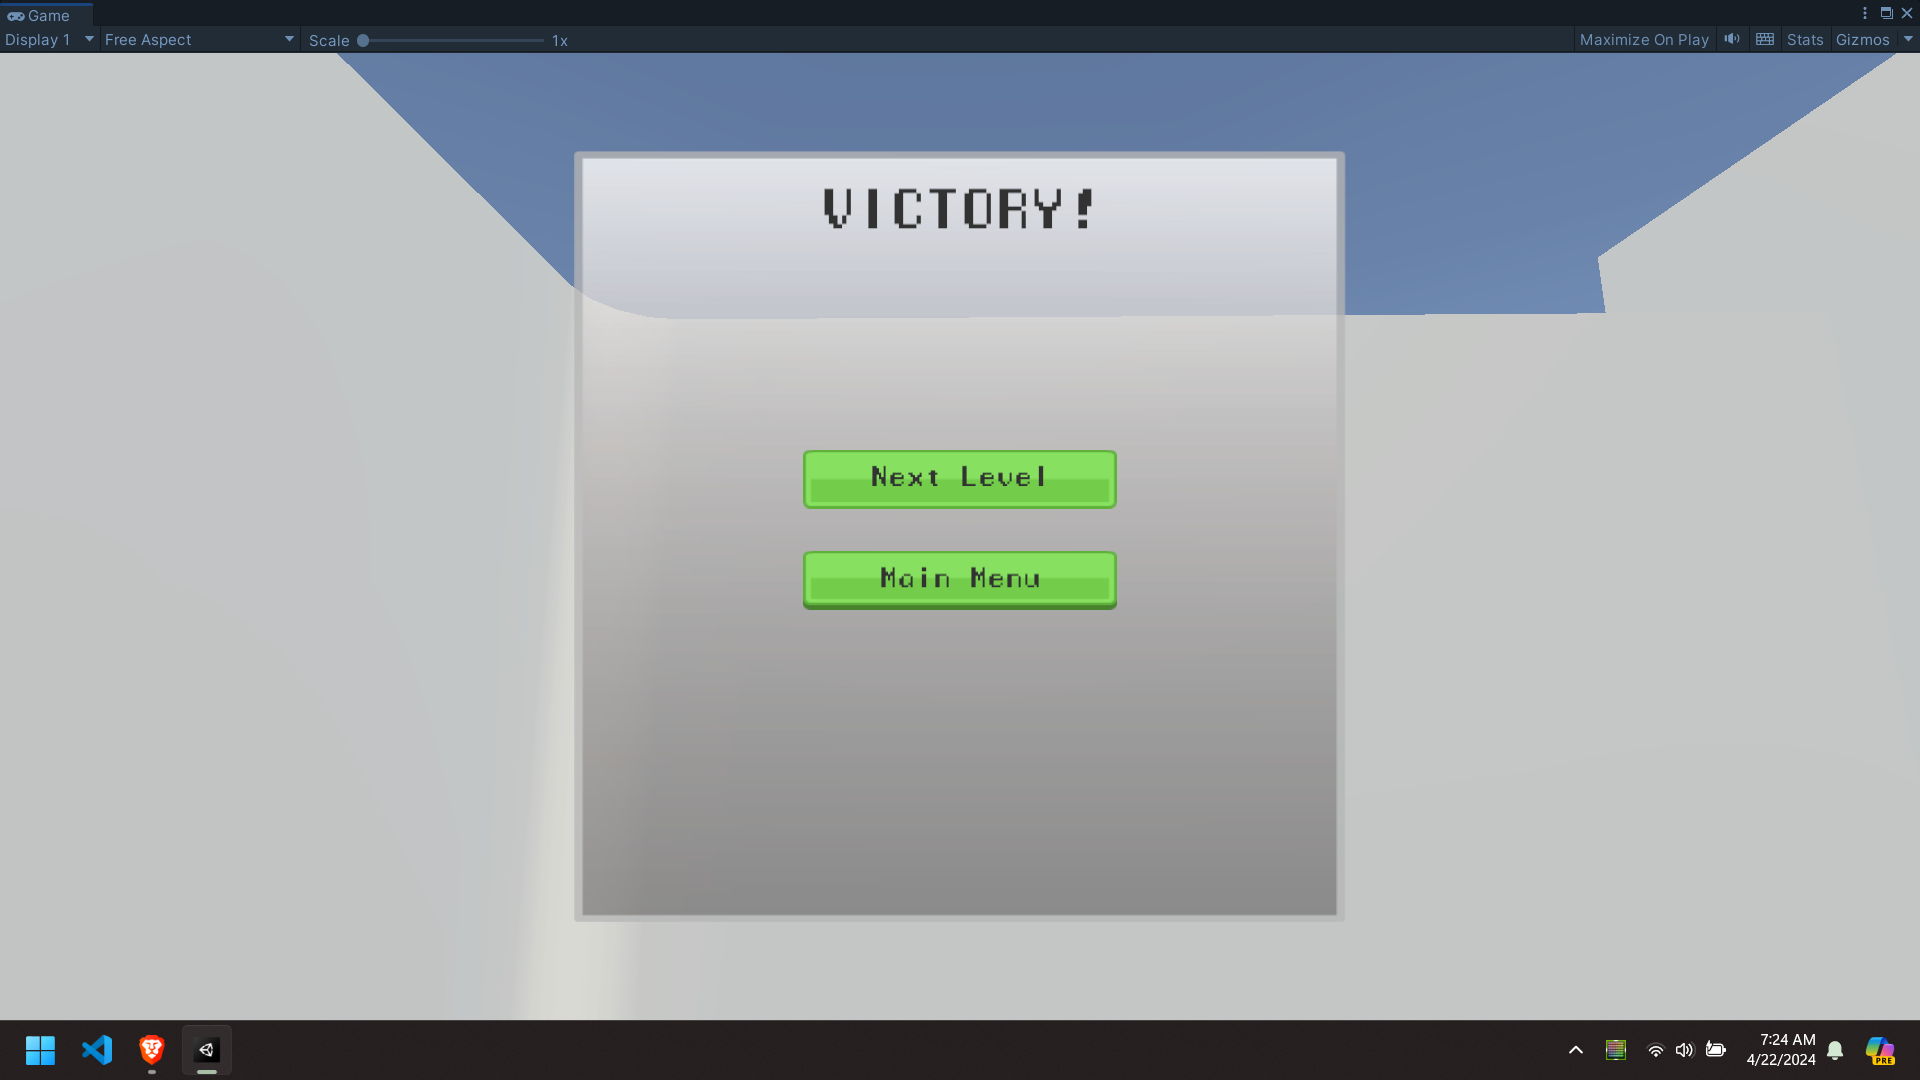 Game
Display 1 Free Aspect Scale 1x Maximize On Play Stats Gizmos
VICTORY!
Next Level
Main Menu
7:24 AM
4/22/2024
PRE